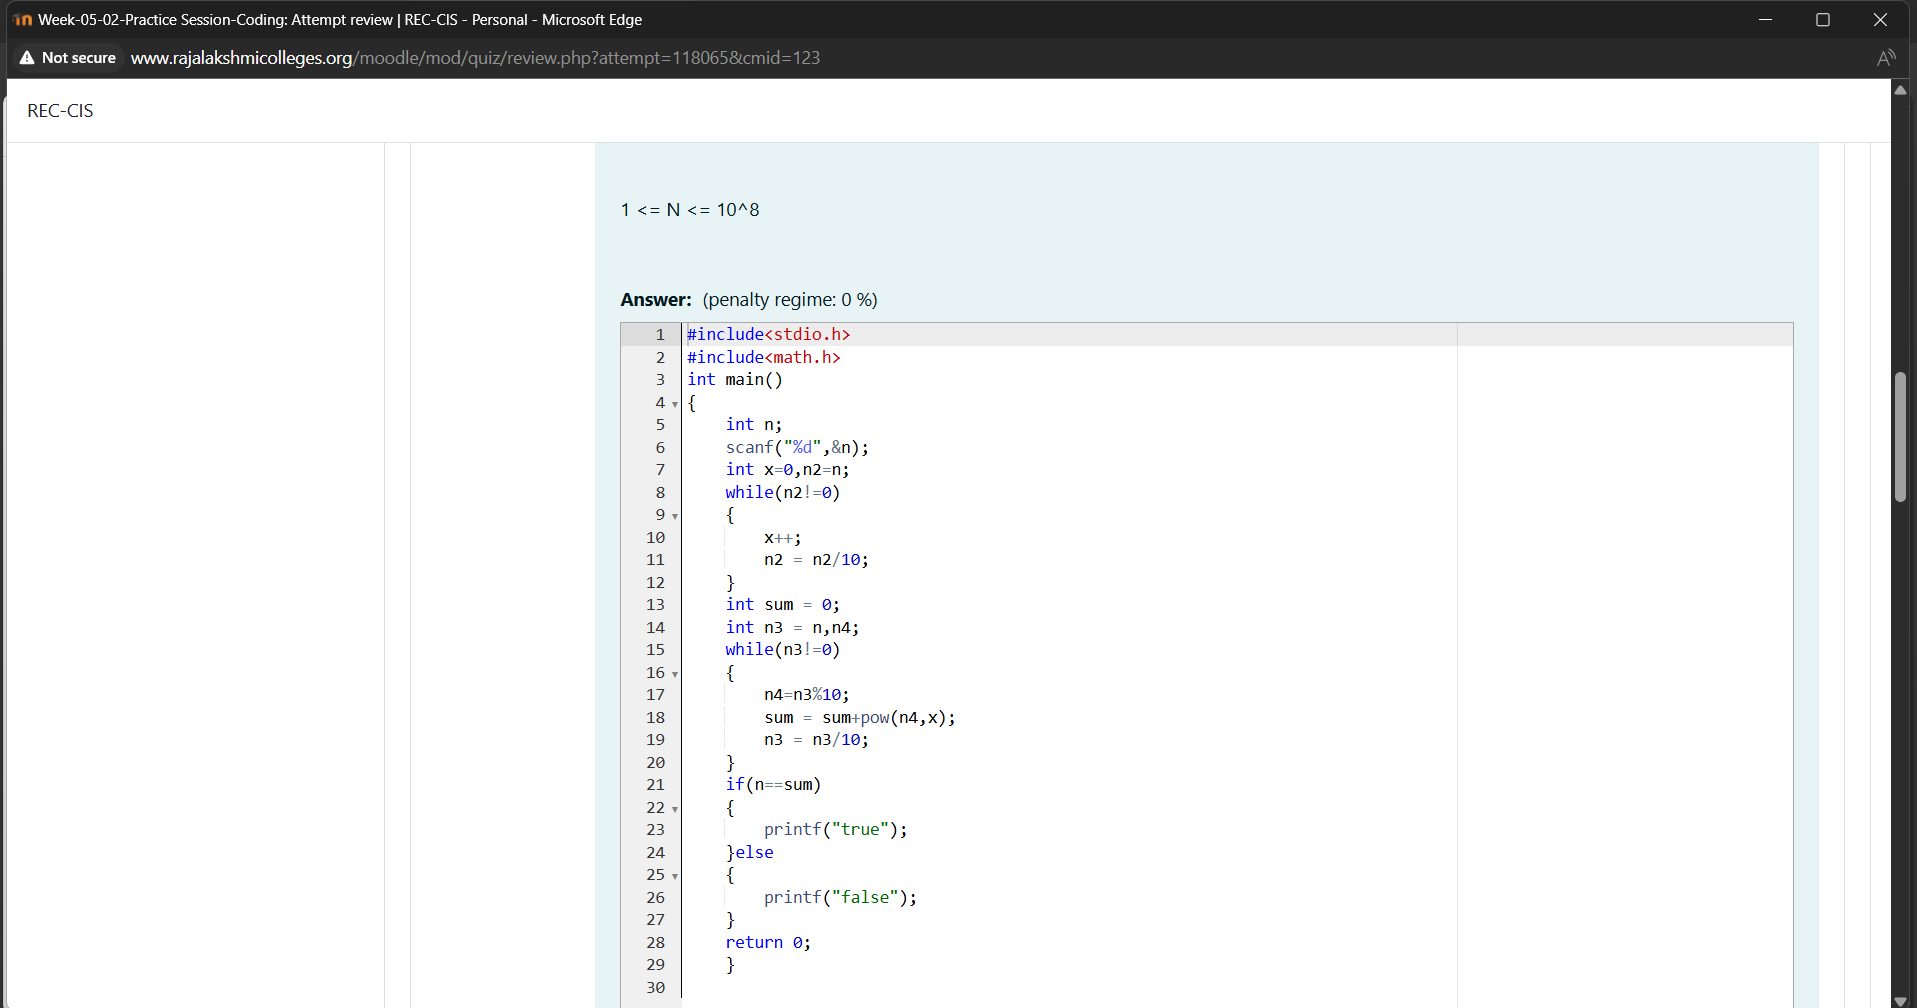 Week-05-02-Practice Session-Coding: Attempt review | REC-CIS - Personal - Microsoft Edge
Not secure www.rajalakshmicolleges.org/moodle/mod/quiz/review.php?attempt=118065&cmid=123
REC-CIS
1 <= N <= 10^8
Answer: (penalty regime: 0 %)
1 #include<stdio.h>
2 #include<math.h>
3 int main()
4 {
5     int n;
6     scanf("%d",&n);
7     int x=0,n2=n;
8     while(n2!=0)
9     {
10         x++;
11         n2 = n2/10;
12     }
13     int sum = 0;
14     int n3 = n,n4;
15     while(n3!=0)
16     {
17         n4=n3%10;
18         sum = sum+pow(n4,x);
19         n3 = n3/10;
20     }
21     if(n==sum)
22     {
23         printf("true");
24     }else
25     {
26         printf("false");
27     }
28     return 0;
29     }
30